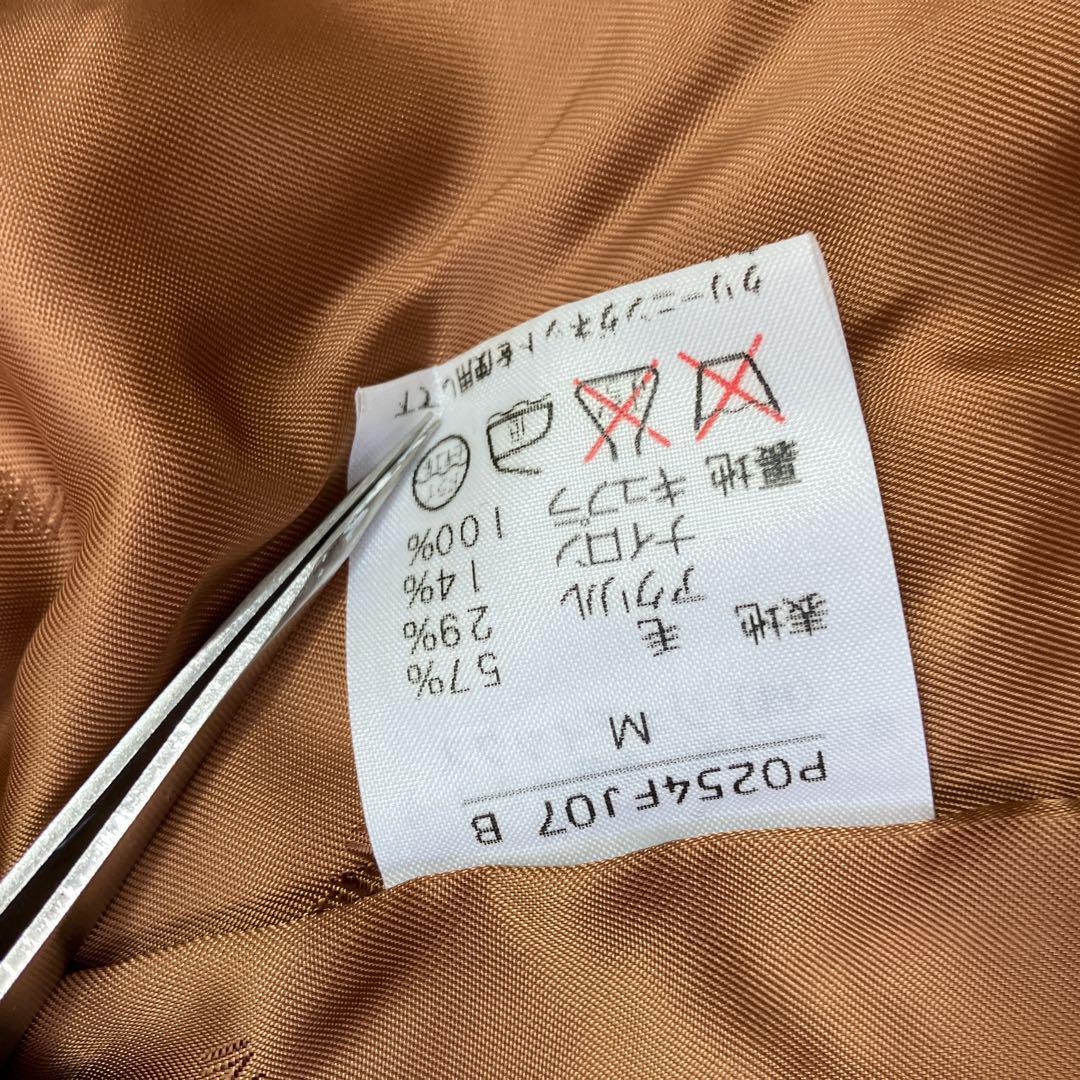 P0254FJ07 B
M
表地 毛 57%
アクリル 29%
ナイロン 14%
裏地 キュプラ 100%
クリーニングネットを使用して下